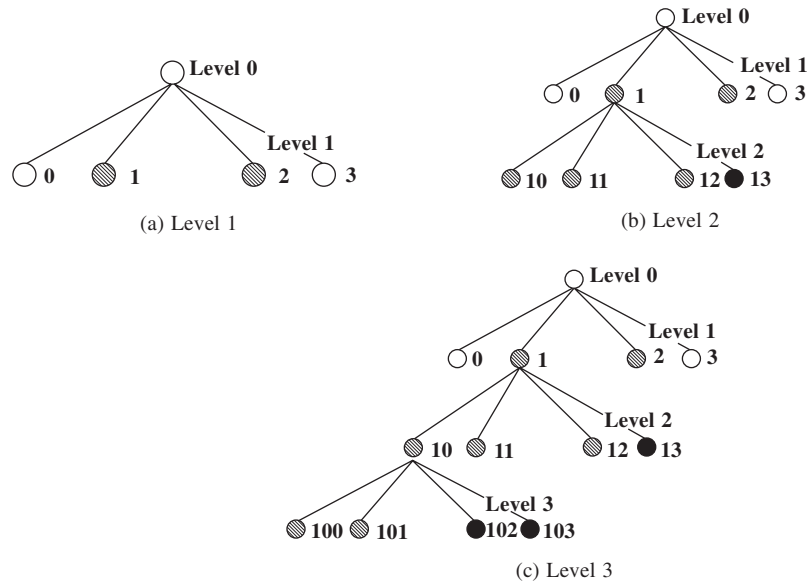 Level 0
Level 1
0 1 2 3
(a) Level 1
Level 0
Level 1
0 1 2 3
Level 2
10 11 12 13
(b) Level 2
Level 0
Level 1
0 1 2 3
Level 2
10 11 12 13
Level 3
100 101 102 103
(c) Level 3